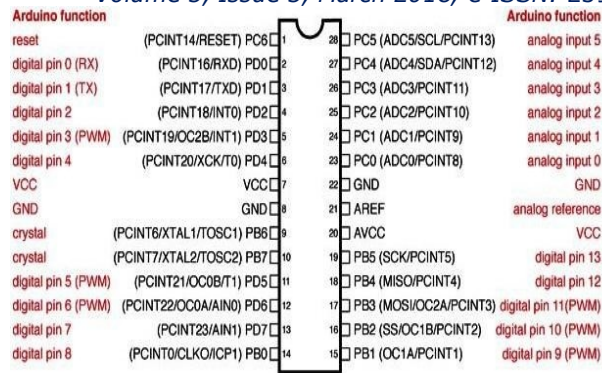 Volume 3, Issue 3, March 2018, e-ISSN: 23
Arduino function Arduino function
reset (PCINT14/RESET) PC6 1 28 PC5 (ADC5/SCL/PCINT13) analog input 5
digital pin 0 (RX) (PCINT16/RXD) PD0 2 27 PC4 (ADC4/SDA/PCINT12) analog input 4
digital pin 1 (TX) (PCINT17/TXD) PD1 3 26 PC3 (ADC3/PCINT11) analog input 3
digital pin 2 (PCINT18/INT0) PD2 4 25 PC2 (ADC2/PCINT10) analog input 2
digital pin 3 (PWM) (PCINT19/OC2B/INT1) PD3 5 24 PC1 (ADC1/PCINT9) analog input 1
digital pin 4 (PCINT20/XCK/T0) PD4 6 23 PC0 (ADC0/PCINT8) analog input 0
VCC VCC 7 22 GND GND
GND GND 8 21 AREF analog reference
crystal (PCINT6/XTAL1/TOSC1) PB6 9 20 AVCC VCC
crystal (PCINT7/XTAL2/TOSC2) PB7 10 19 PB5 (SCK/PCINT5) digital pin 13
digital pin 5 (PWM) (PCINT21/OC0B/T1) PD5 11 18 PB4 (MISO/PCINT4) digital pin 12
digital pin 6 (PWM) (PCINT22/OC0A/AIN0) PD6 12 17 PB3 (MOSI/OC2A/PCINT3) digital pin 11(PWM)
digital pin 7 (PCINT23/AIN1) PD7 13 16 PB2 (SS/OC1B/PCINT2) digital pin 10 (PWM)
digital pin 8 (PCINT0/CLKO/ICP1) PB0 14 15 PB1 (OC1A/PCINT1) digital pin 9 (PWM)